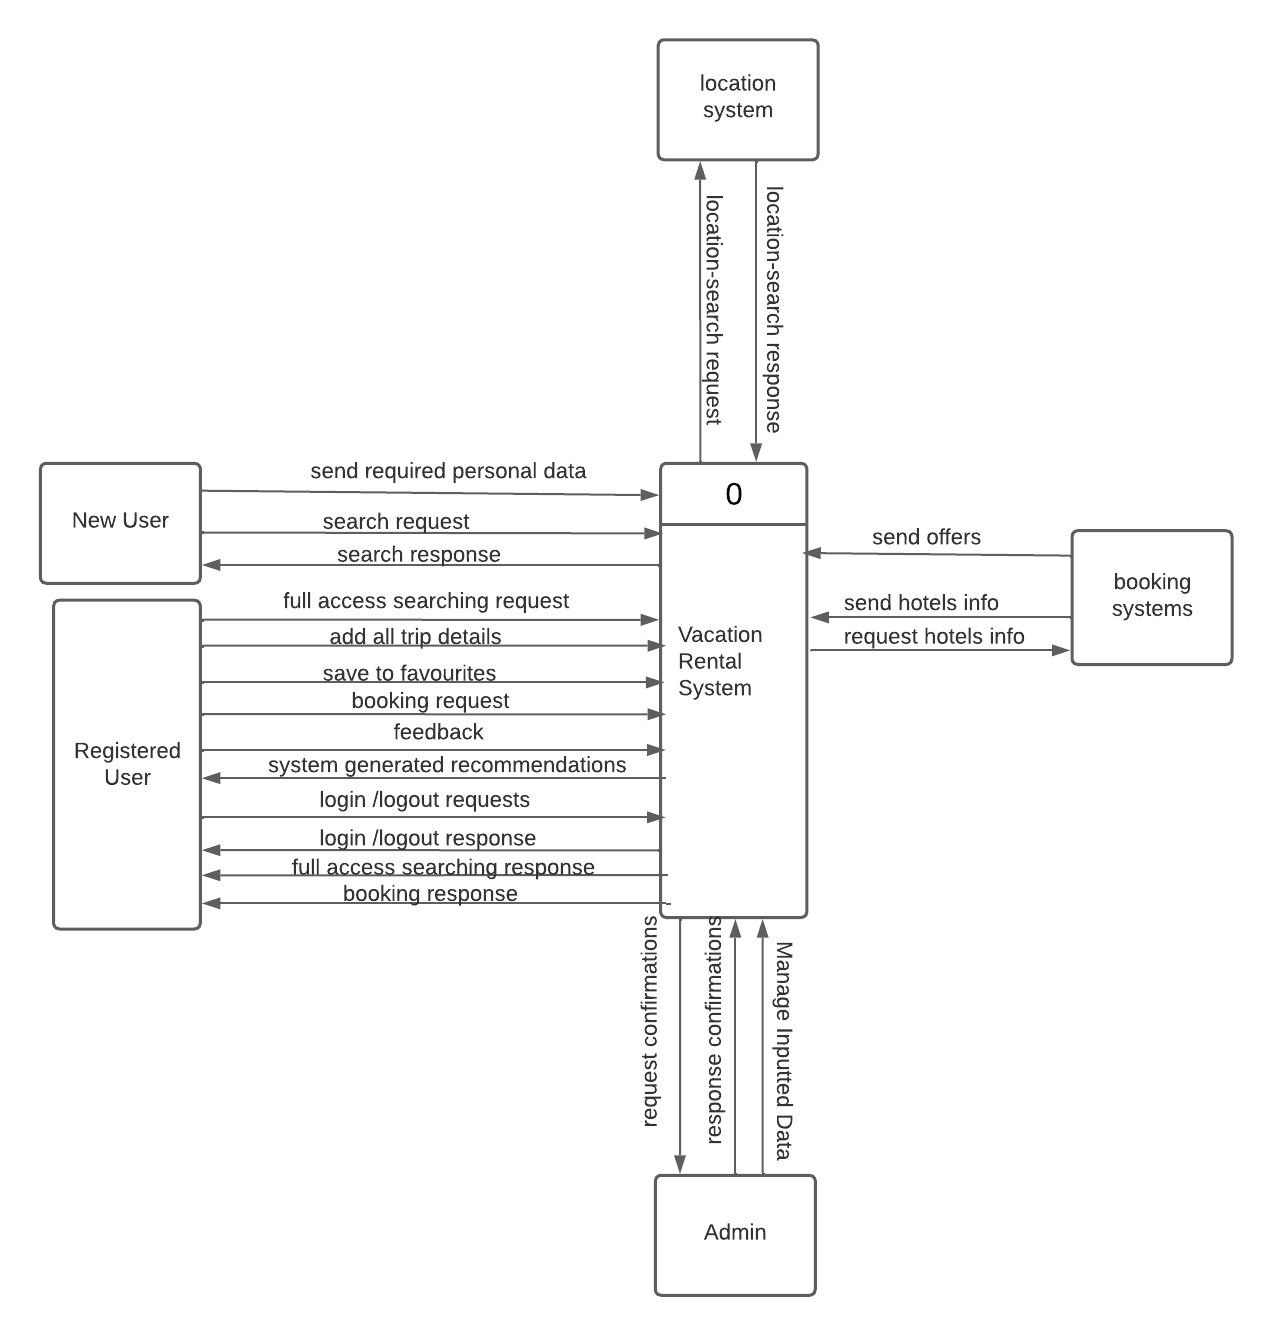 location
system
location-search request
location-search response
send required personal data
New User
search request
search response
0
send offers
booking
systems
send hotels info
request hotels info
Vacation
Rental
System
full access searching request
add all trip details
save to favourites
booking request
feedback
Registered
User
system generated recommendations
login /logout requests
login /logout response
full access searching response
booking response
request confirmations
response confirmations
Manage Inputted Data
Admin